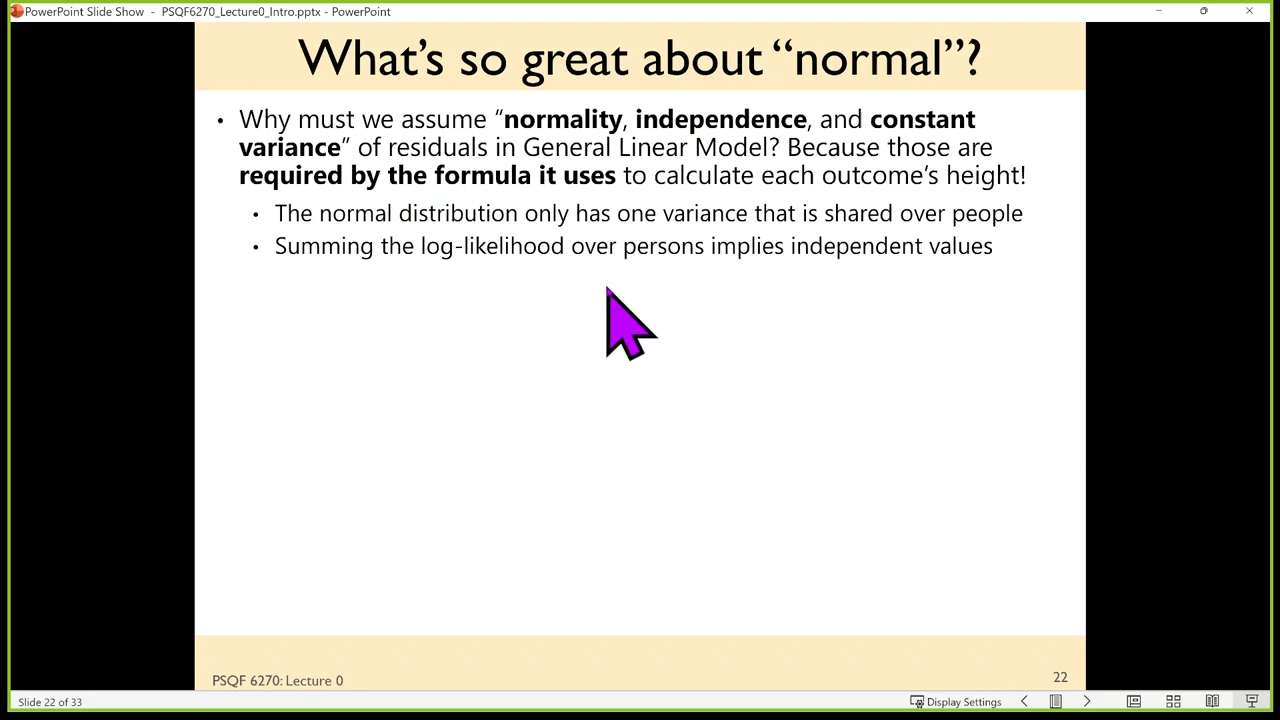 PowerPoint Slide Show - PSQF6270_Lecture0_Intro.pptx - PowerPoint
What's so great about “normal”?
• Why must we assume “normality, independence, and constant
variance” of residuals in General Linear Model? Because those are
required by the formula it uses to calculate each outcome's height!
• The normal distribution only has one variance that is shared over people
• Summing the log-likelihood over persons implies independent values
PSQF 6270: Lecture 0
22
Slide 22 of 33
Display Settings